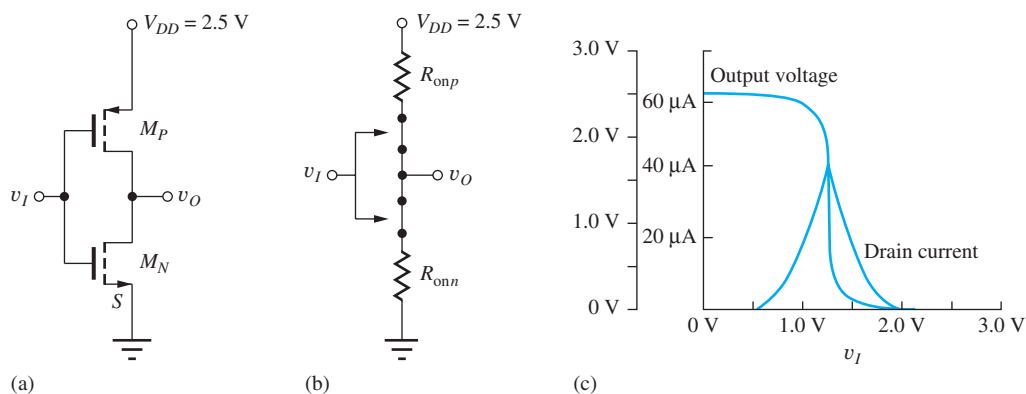 V_DD = 2.5 V
M_P
v_I
v_O
M_N
S
(a)
V_DD = 2.5 V
R_onp
v_I
v_O
R_onn
(b)
3.0 V
2.0 V
1.0 V
0 V
Output voltage
60 μA
40 μA
20 μA
Drain current
0 V 1.0 V 2.0 V 3.0 V
v_I
(c)